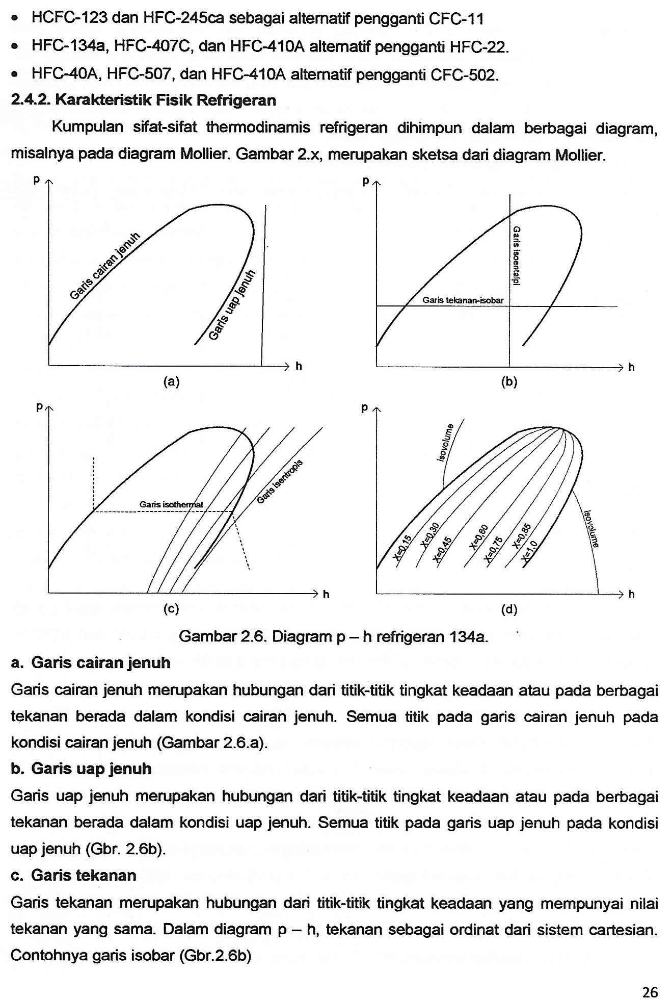 • HCFC-123 dan HFC-245ca sebagai alternatif pengganti CFC-11
• HFC-134a, HFC-407C, dan HFC-410A alternatif pengganti HFC-22.
• HFC-40A, HFC-507, dan HFC-410A alternatif pengganti CFC-502.
2.4.2. Karakteristik Fisik Refrigeran
Kumpulan sifat-sifat thermodinamis refrigeran dihimpun dalam berbagai diagram,
misalnya pada diagram Mollier. Gambar 2.x, merupakan sketsa dari diagram Mollier.
p
Garis cairan jenuh
Garis uap jenuh
h
(a)
p
Garis isoentalpi
Garis tekanan-isobar
h
(b)
p
Garis isothermal
Garis Isentropis
h
(c)
p
isovolume
isovolume
X=0,15
X=0,30
X=0,45
X=0,60
X=0,75
X=0,85
X=1,0
h
(d)
Gambar 2.6. Diagram p – h refrigeran 134a.
a. Garis cairan jenuh
Garis cairan jenuh merupakan hubungan dari titik-titik tingkat keadaan atau pada berbagai
tekanan berada dalam kondisi cairan jenuh. Semua titik pada garis cairan jenuh pada
kondisi cairan jenuh (Gambar 2.6.a).
b. Garis uap jenuh
Garis uap jenuh merupakan hubungan dari titik-titik tingkat keadaan atau pada berbagai
tekanan berada dalam kondisi uap jenuh. Semua titik pada garis uap jenuh pada kondisi
uap jenuh (Gbr. 2.6b).
c. Garis tekanan
Garis tekanan merupakan hubungan dari titik-titik tingkat keadaan yang mempunyai nilai
tekanan yang sama. Dalam diagram p – h, tekanan sebagai ordinat dari sistem cartesian.
Contohnya garis isobar (Gbr.2.6b)
26